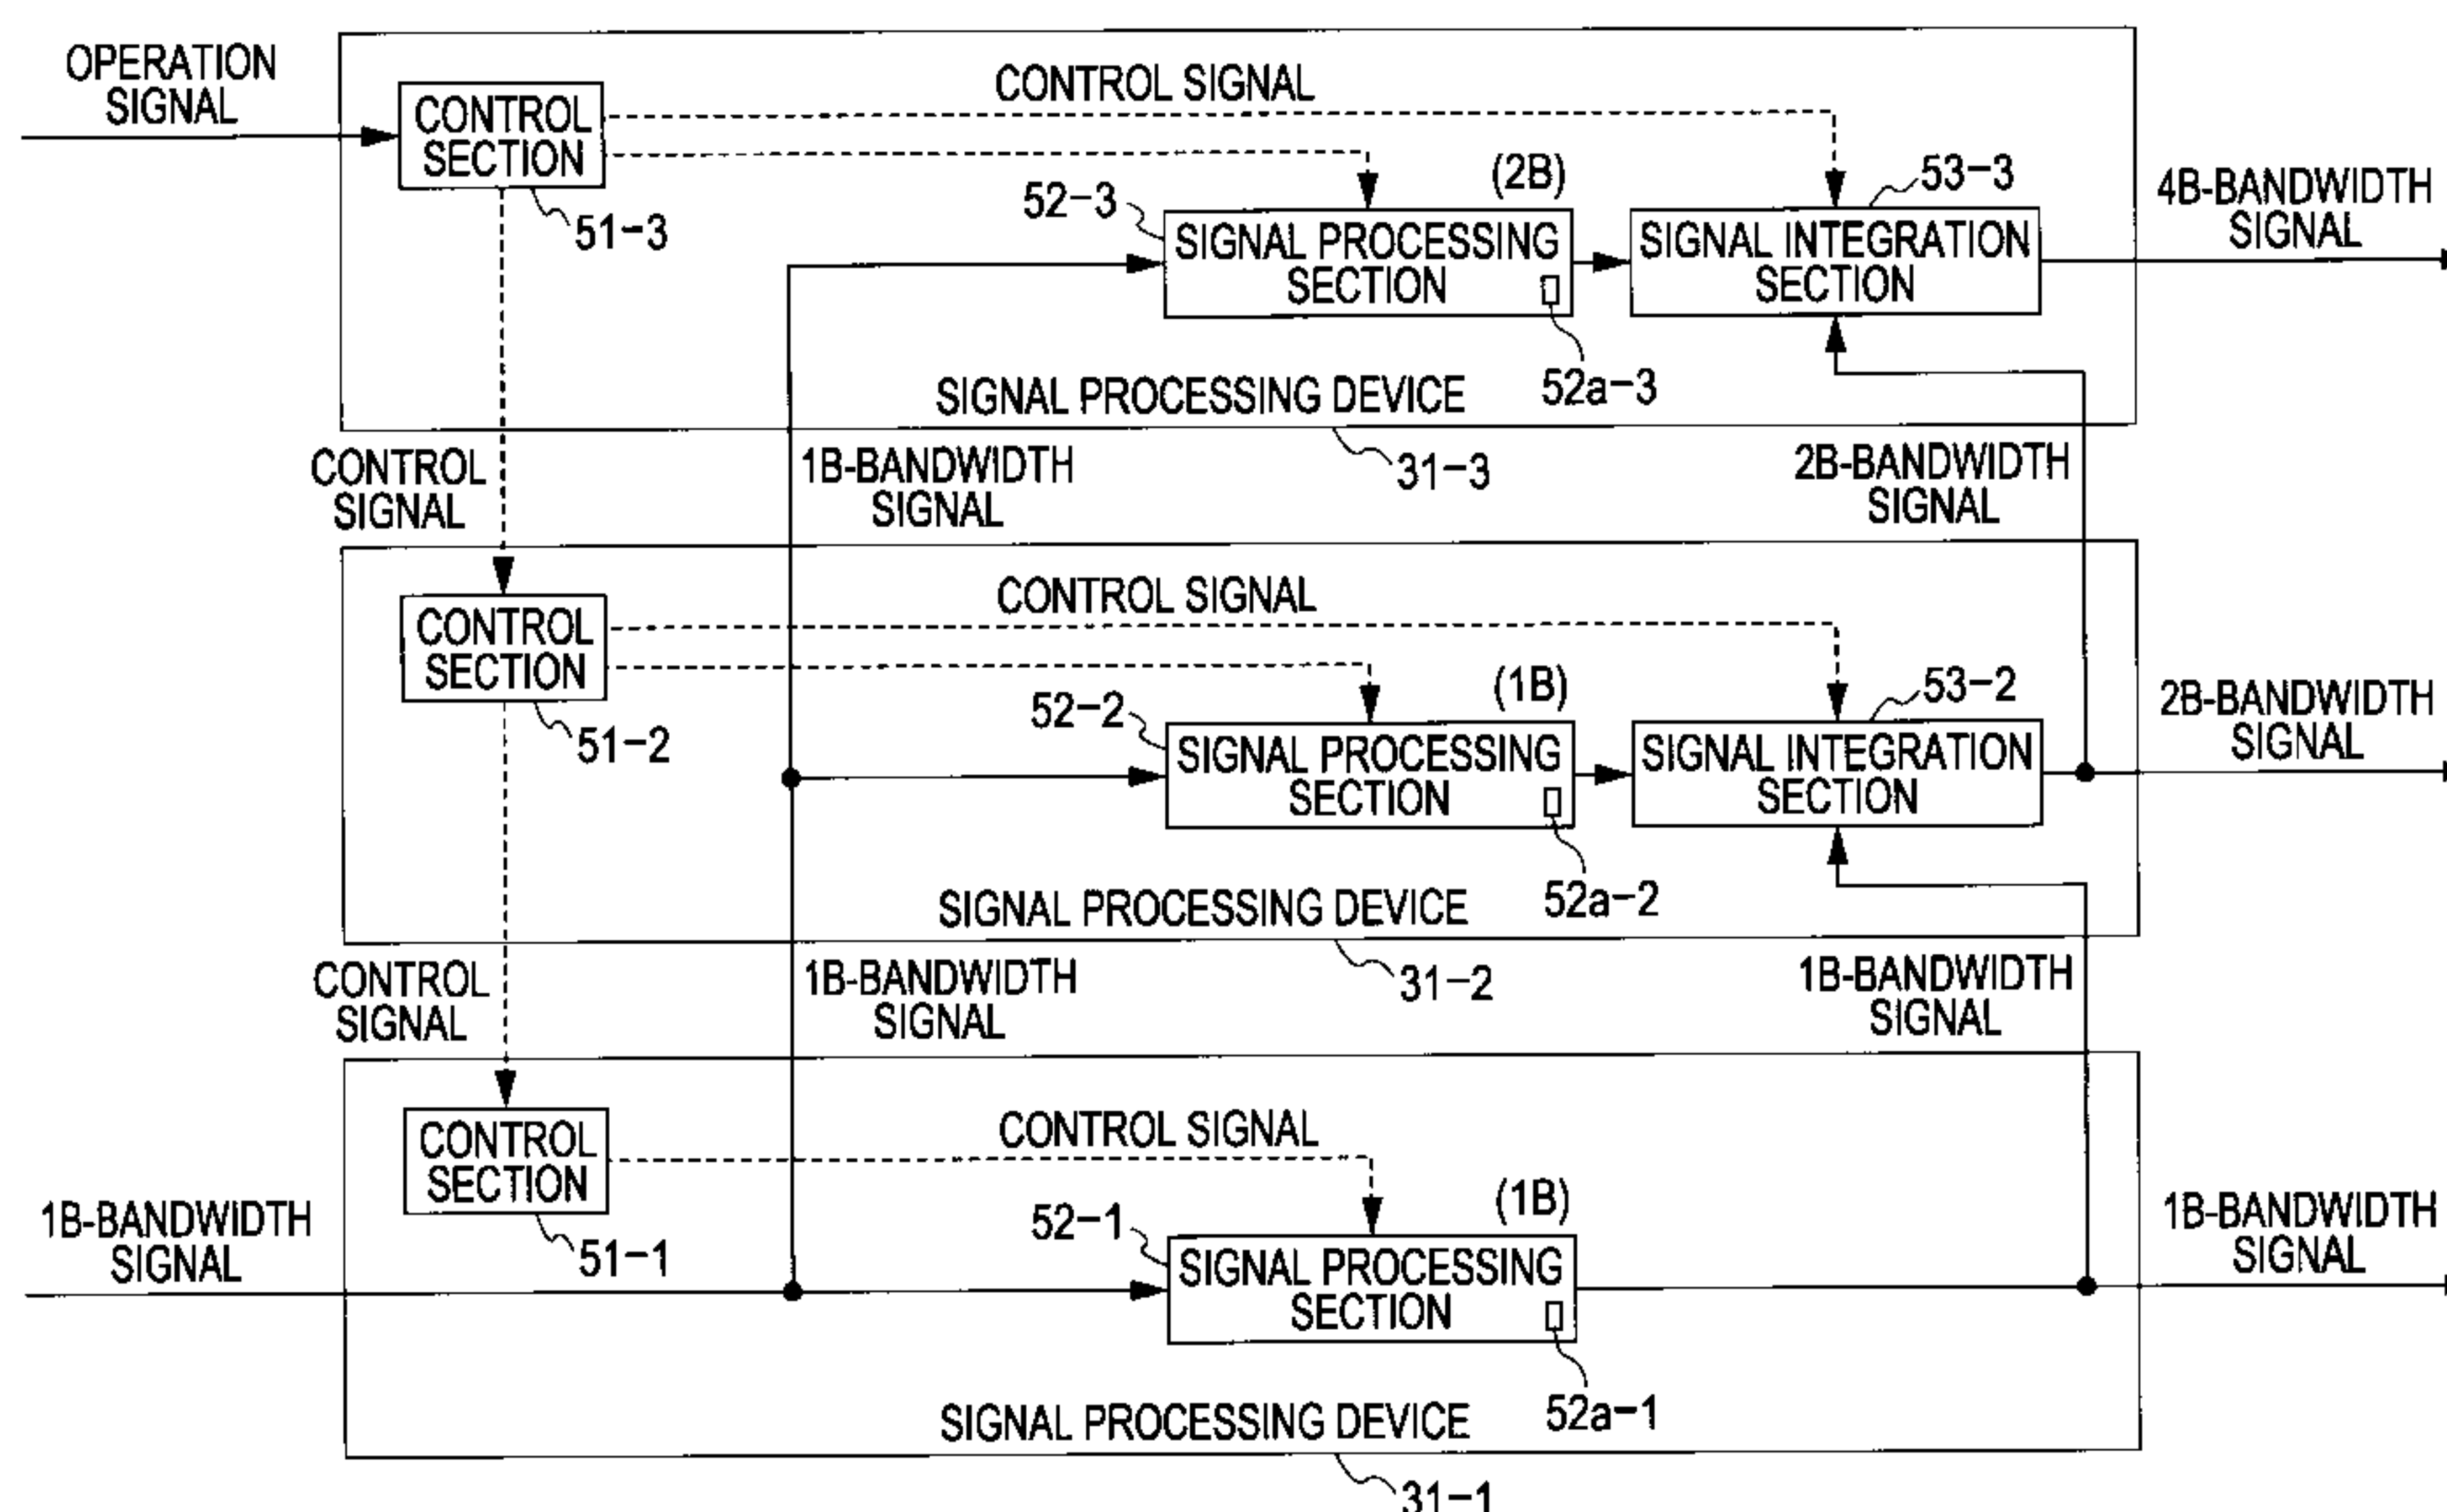 OPERATION
SIGNAL
CONTROL
SECTION
51-3
CONTROL SIGNAL
52-3
(2B)
SIGNAL PROCESSING
SECTION
52a-3
53-3
SIGNAL INTEGRATION
SECTION
4B-BANDWIDTH
SIGNAL
SIGNAL PROCESSING DEVICE
31-3
CONTROL
SIGNAL
1B-BANDWIDTH
SIGNAL
2B-BANDWIDTH
SIGNAL
CONTROL
SECTION
51-2
CONTROL SIGNAL
52-2
(1B)
SIGNAL PROCESSING
SECTION
52a-2
53-2
SIGNAL INTEGRATION
SECTION
2B-BANDWIDTH
SIGNAL
SIGNAL PROCESSING DEVICE
31-2
CONTROL
SIGNAL
1B-BANDWIDTH
SIGNAL
1B-BANDWIDTH
SIGNAL
CONTROL
SECTION
51-1
CONTROL SIGNAL
1B-BANDWIDTH
SIGNAL
52-1
(1B)
SIGNAL PROCESSING
SECTION
52a-1
1B-BANDWIDTH
SIGNAL
SIGNAL PROCESSING DEVICE
31-1